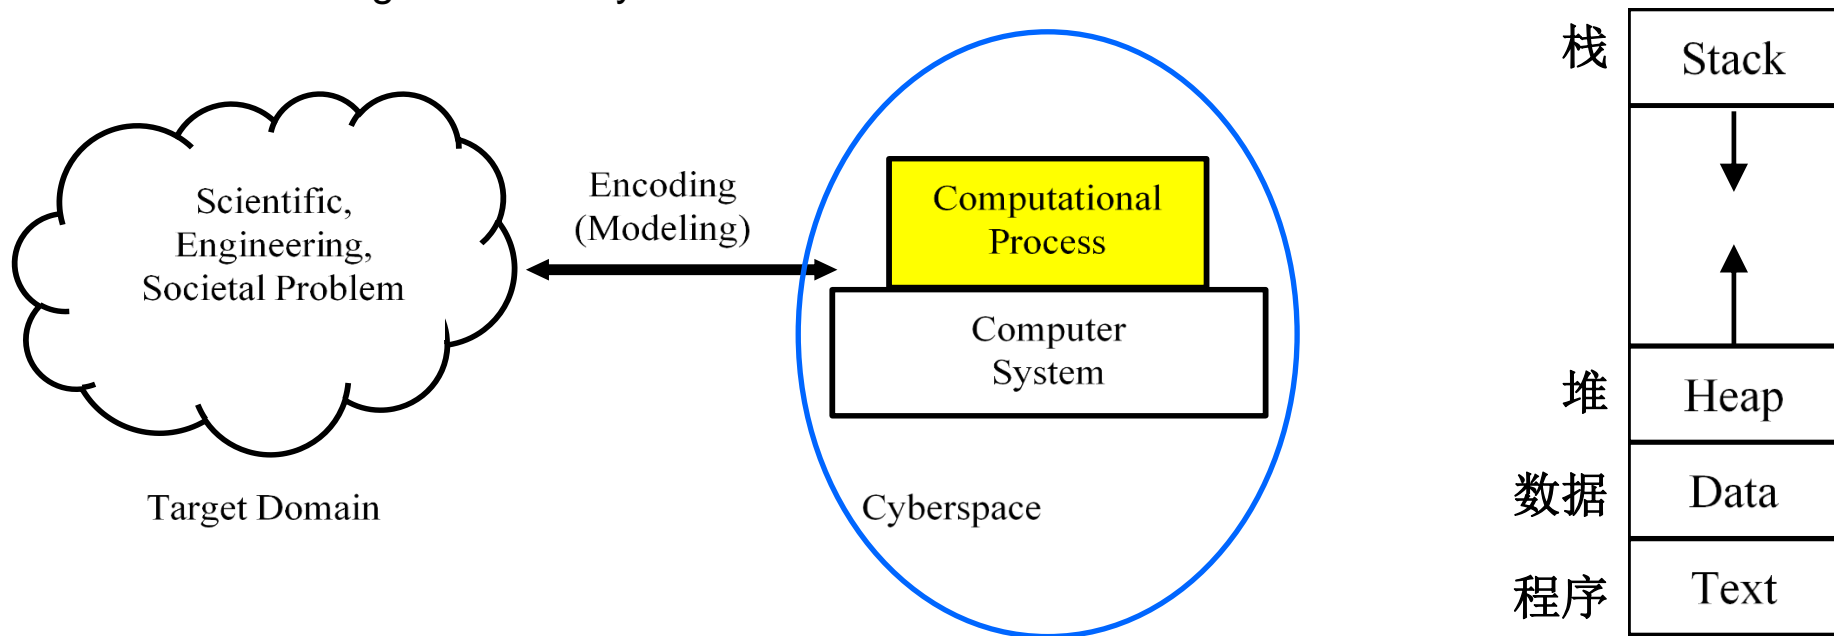 Scientific,
Engineering,
Societal Problem
Target Domain
Encoding
(Modeling)
Computational
Process
Computer
System
Cyberspace
栈 Stack
堆 Heap
数据 Data
程序 Text